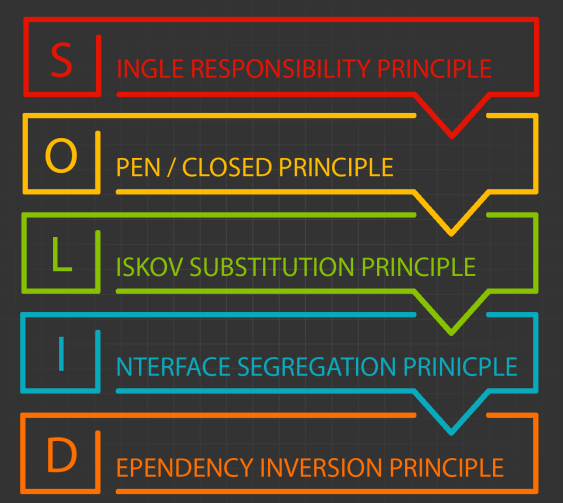 S INGLE RESPONSIBILITY PRINCIPLE
O PEN / CLOSED PRINCIPLE
L ISKOV SUBSTITUTION PRINCIPLE
I NTERFACE SEGREGATION PRINICPLE
D EPENDENCY INVERSION PRINCIPLE